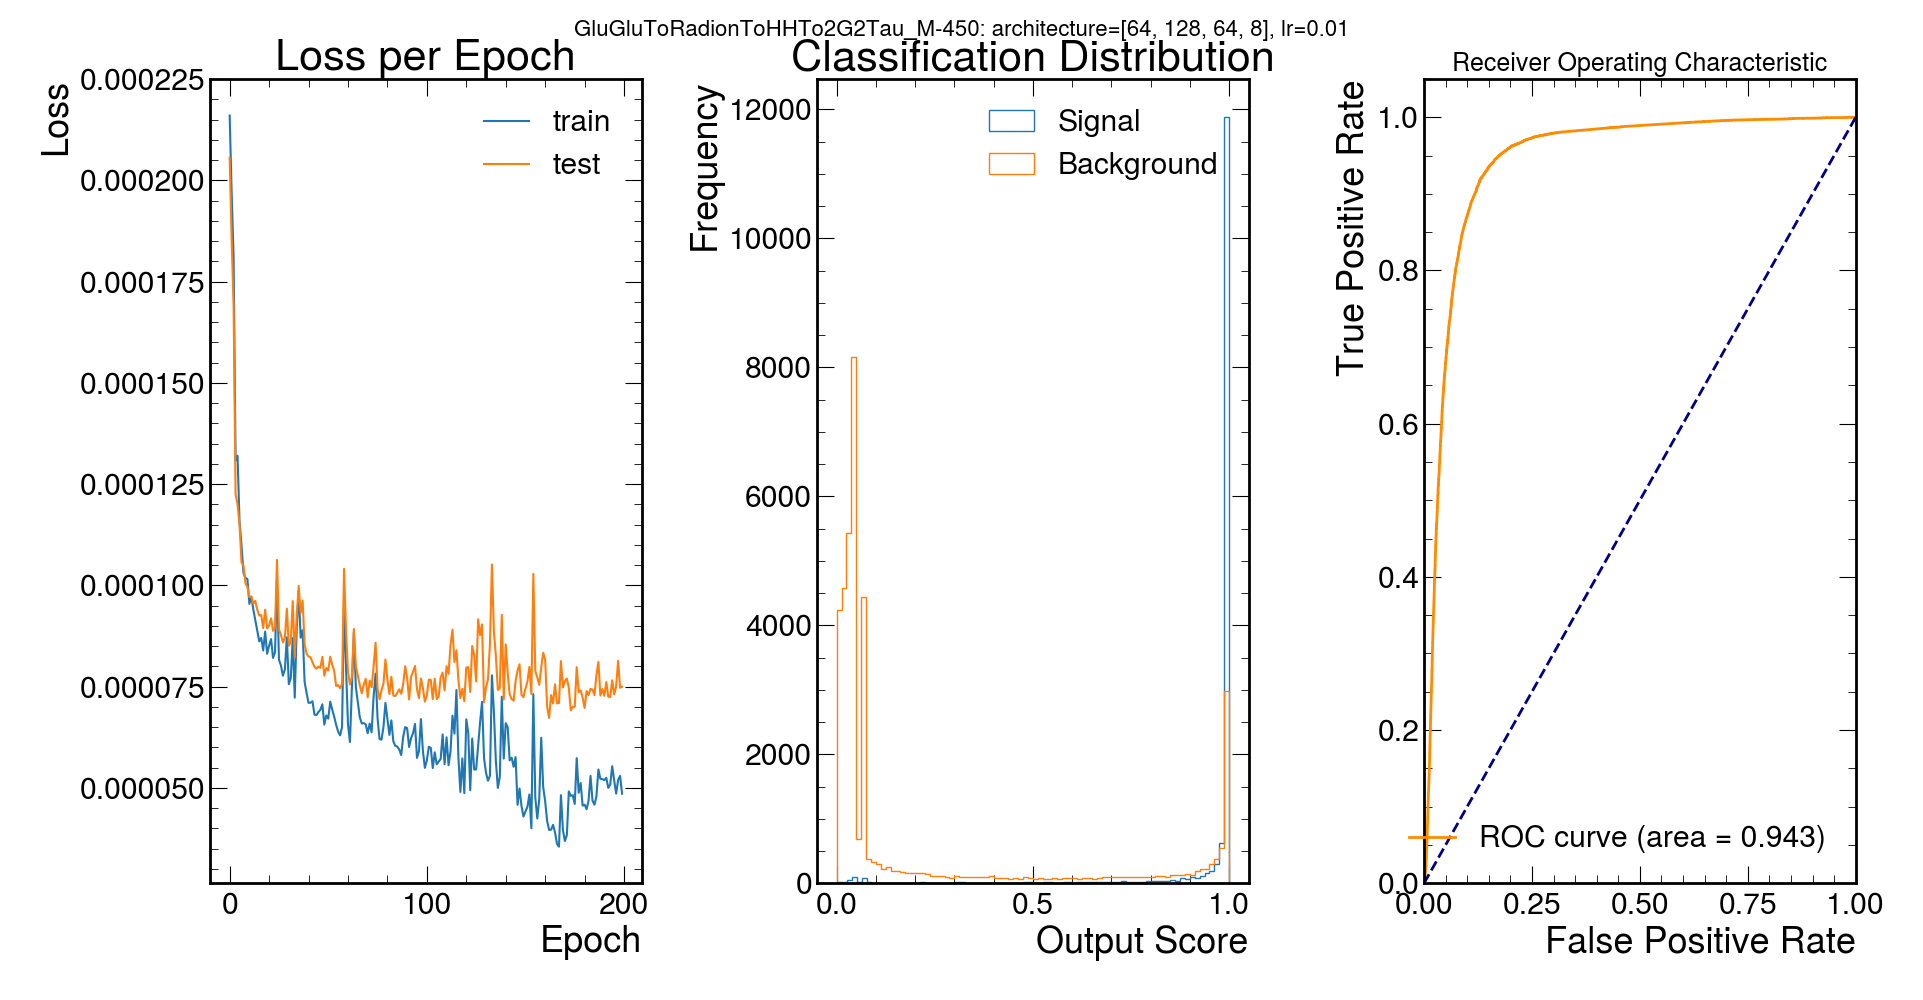 GluGluToRadionToHHTo2G2Tau_M-450: architecture=[64, 128, 64, 8], lr=0.01
Loss per Epoch
Loss
0.000225
0.000200
0.000175
0.000150
0.000125
0.000100
0.000075
0.000050
train
test
0 100 200
Epoch
Classification Distribution
Frequency
12000
10000
8000
6000
4000
2000
0
Signal
Background
0.0 0.5 1.0
Output Score
Receiver Operating Characteristic
True Positive Rate
1.0
0.8
0.6
0.4
0.2
0.0
ROC curve (area = 0.943)
0.00 0.25 0.50 0.75 1.00
False Positive Rate